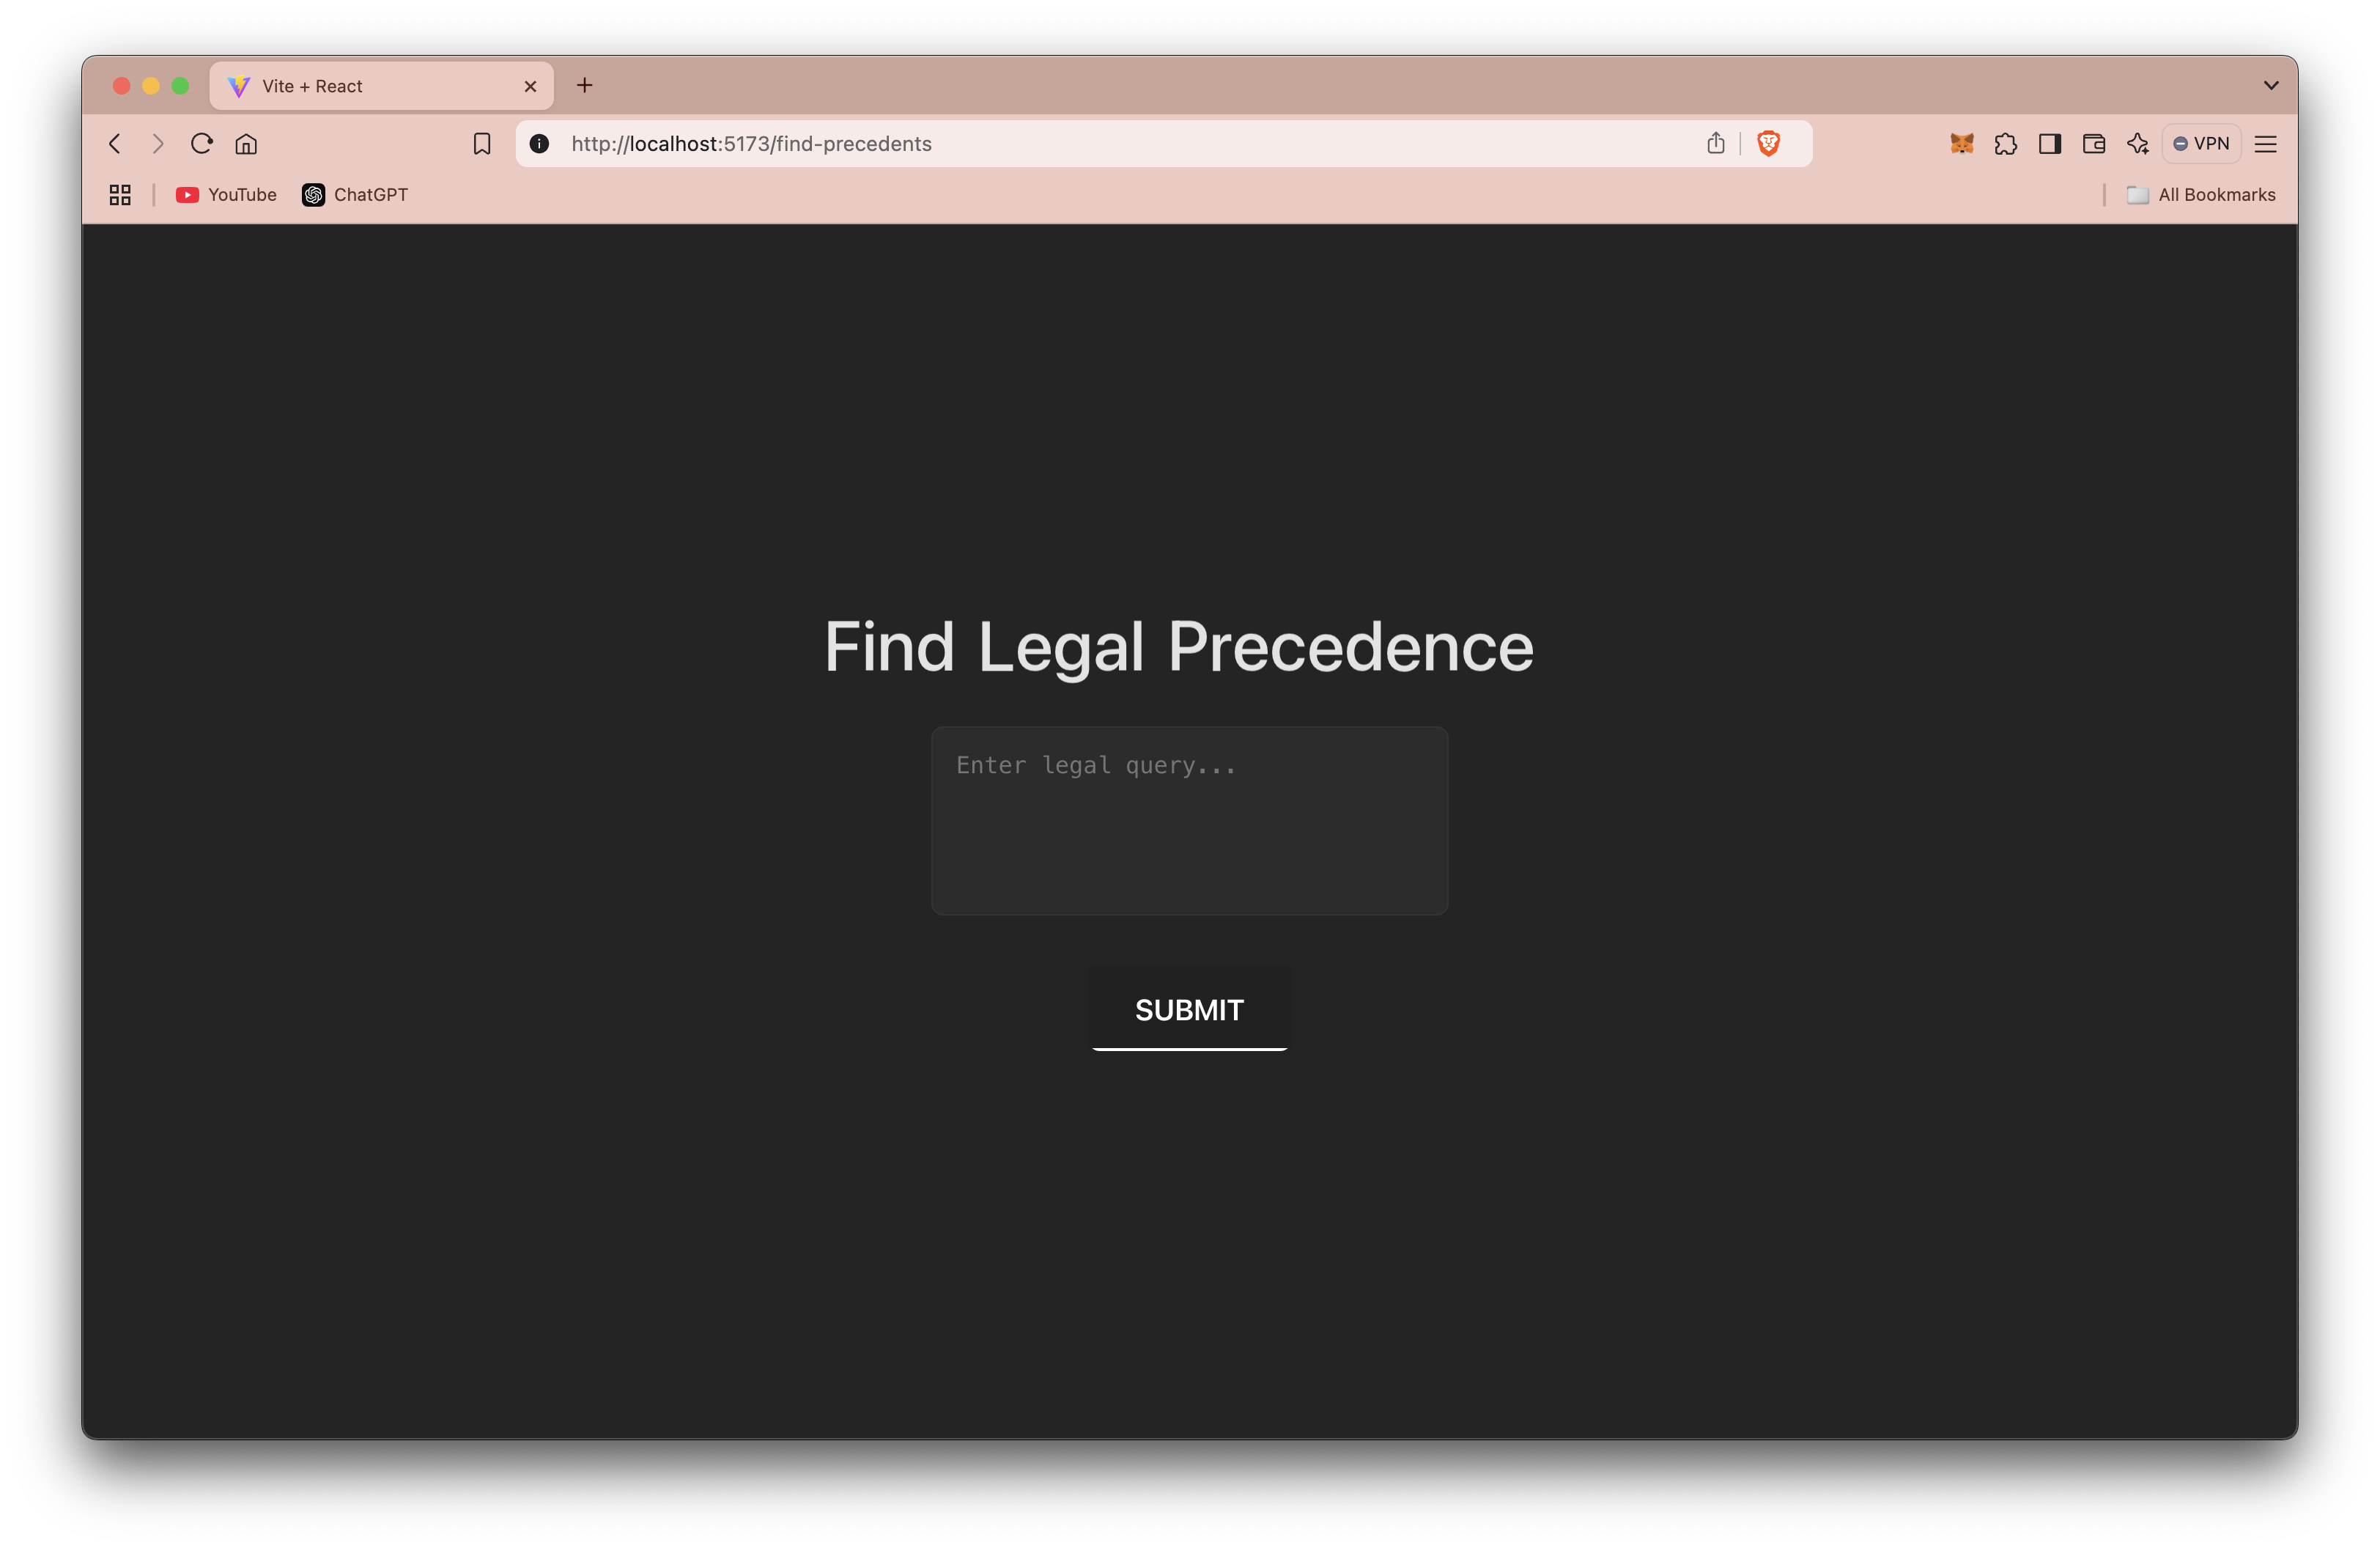 Vite + React
http://localhost:5173/find-precedents
VPN
YouTube
ChatGPT
All Bookmarks
Find Legal Precedence
Enter legal query...
SUBMIT